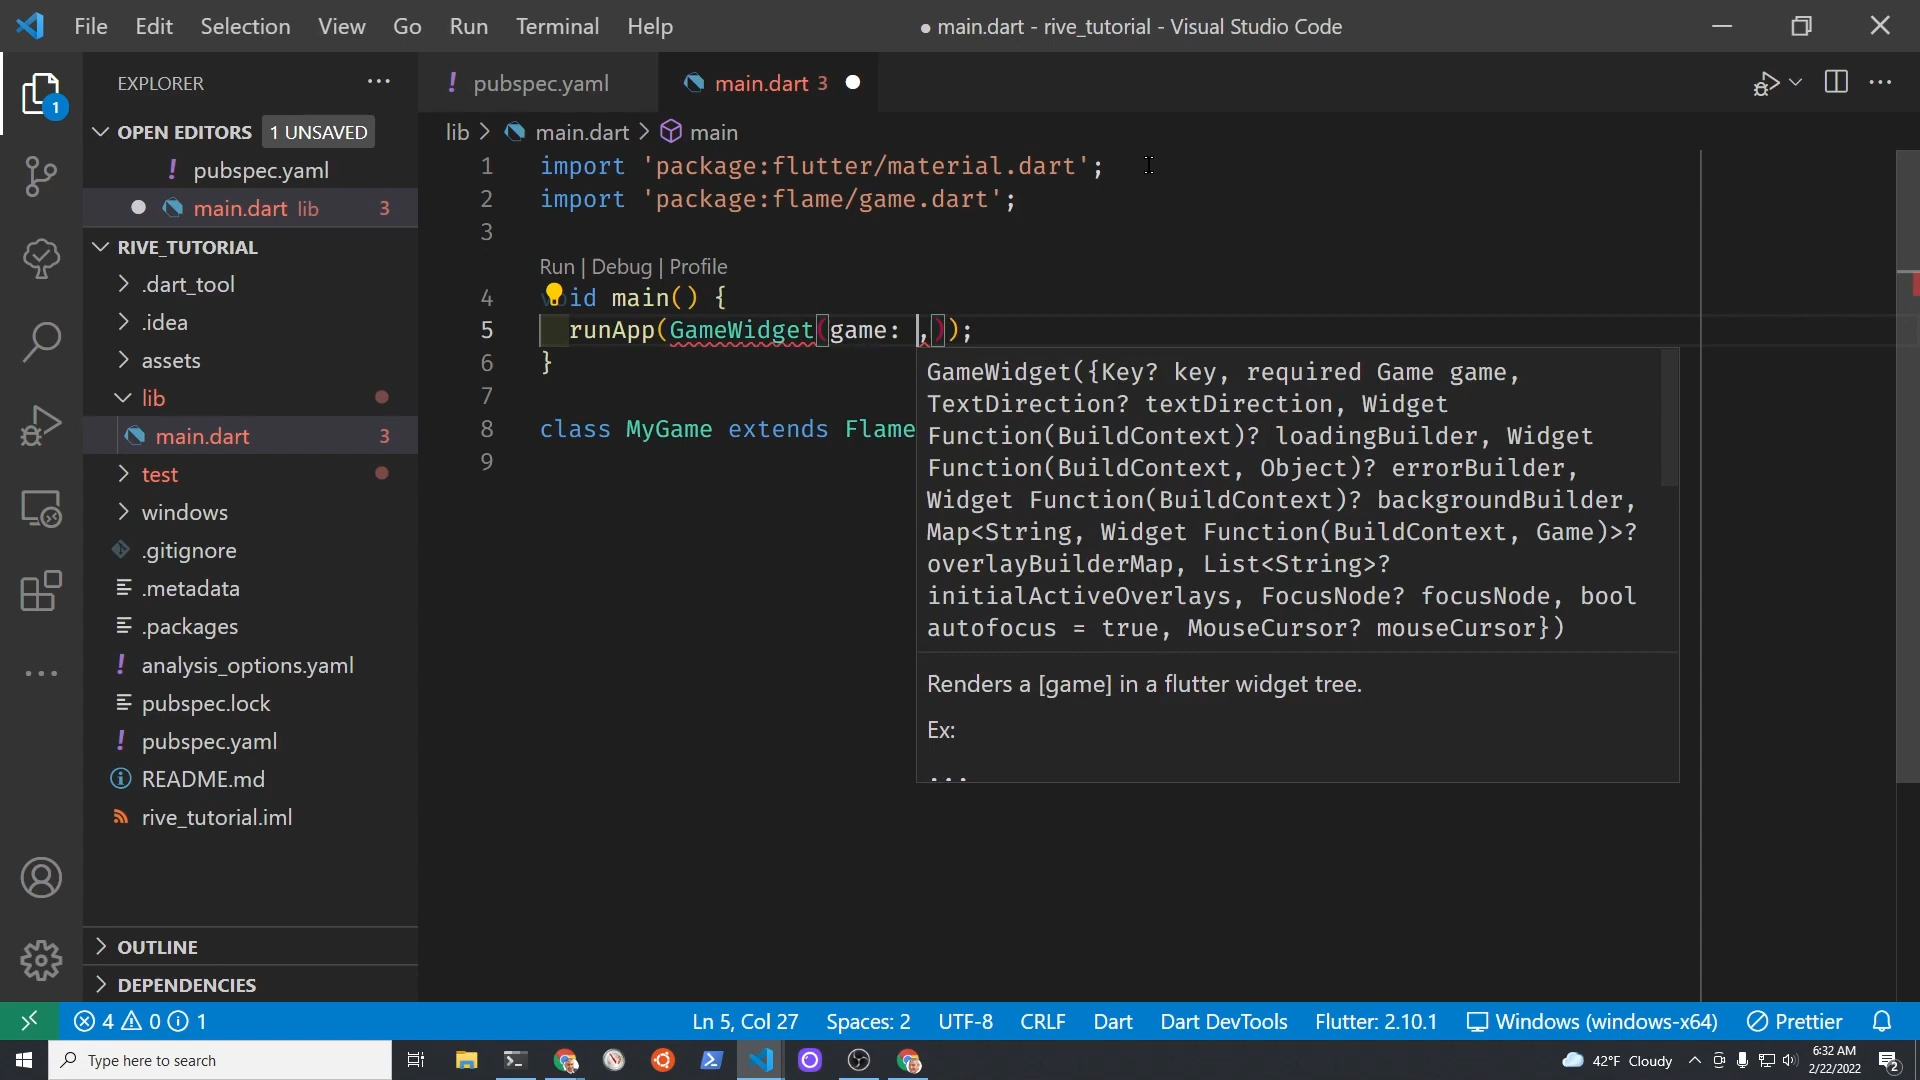 File Edit Selection View Go Run Terminal Help
● main.dart - rive_tutorial - Visual Studio Code
EXPLORER
! pubspec.yaml
main.dart 3
1
OPEN EDITORS 1 UNSAVED
! pubspec.yaml
main.dart lib 3
RIVE_TUTORIAL
.dart_tool
.idea
assets
lib
main.dart 3
test
windows
.gitignore
.metadata
.packages
! analysis_options.yaml
pubspec.lock
! pubspec.yaml
README.md
rive_tutorial.iml
OUTLINE
DEPENDENCIES
lib > main.dart > main
1 import 'package:flutter/material.dart';
2 import 'package:flame/game.dart';
3
Run | Debug | Profile
4 void main() {
5 runApp(GameWidget(game: ,));
6 }
7
8 class MyGame extends Flame
9
GameWidget({Key? key, required Game game,
TextDirection? textDirection, Widget
Function(BuildContext)? loadingBuilder, Widget
Function(BuildContext, Object)? errorBuilder,
Widget Function(BuildContext)? backgroundBuilder,
Map<String, Widget Function(BuildContext, Game)>?
overlayBuilderMap, List<String>?
initialActiveOverlays, FocusNode? focusNode, bool
autofocus = true, MouseCursor? mouseCursor})
Renders a [game] in a flutter widget tree.
Ex:
...
4 0 1
Ln 5, Col 27 Spaces: 2 UTF-8 CRLF Dart Dart DevTools Flutter: 2.10.1 Windows (windows-x64) Prettier
Type here to search
42°F Cloudy
6:32 AM
2/22/2022
2